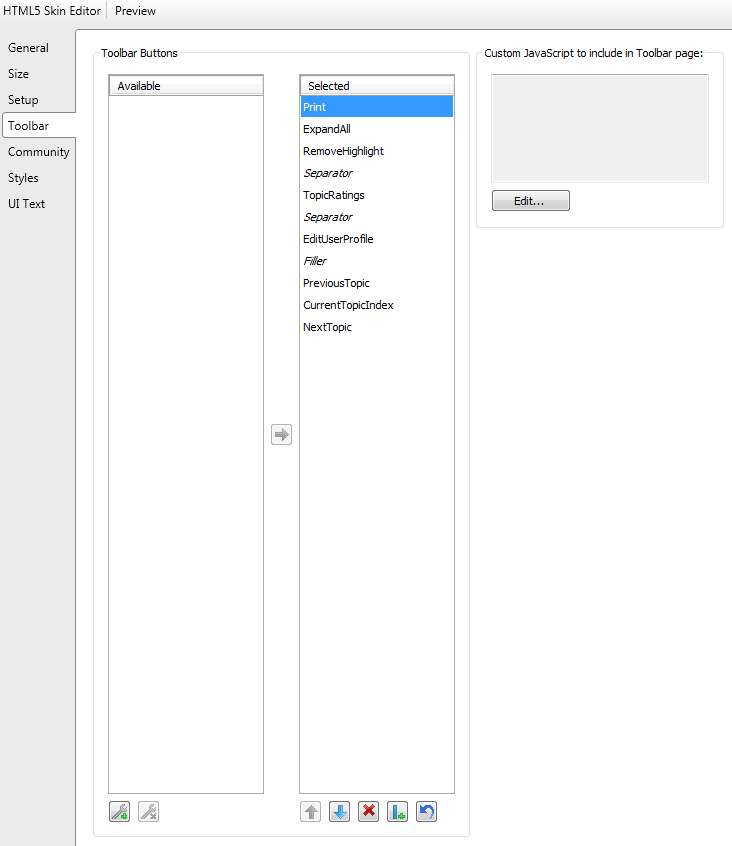 HTML5 Skin Editor
Preview
General
Size
Setup
Toolbar
Community
Styles
UI Text
Toolbar Buttons
Available
Selected
Print
ExpandAll
RemoveHighlight
Separator
TopicRatings
Separator
EditUserProfile
Filler
PreviousTopic
CurrentTopicIndex
NextTopic
Custom JavaScript to include in Toolbar page:
Edit...